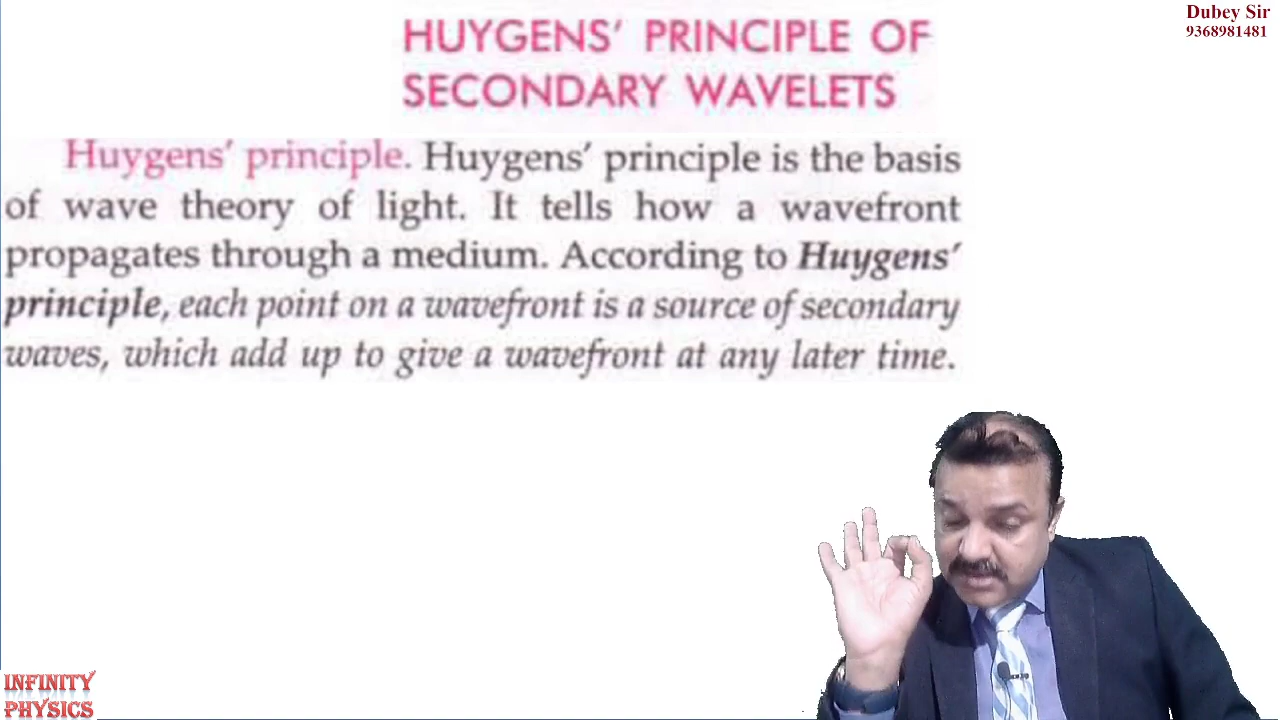 HUYGENS' PRINCIPLE OF
SECONDARY WAVELETS
Dubey Sir
9368981481
Huygens' principle. Huygens' principle is the basis
of wave theory of light. It tells how a wavefront
propagates through a medium. According to Huygens'
principle, each point on a wavefront is a source of secondary
waves, which add up to give a wavefront at any later time.
INFINITY
PHYSICS